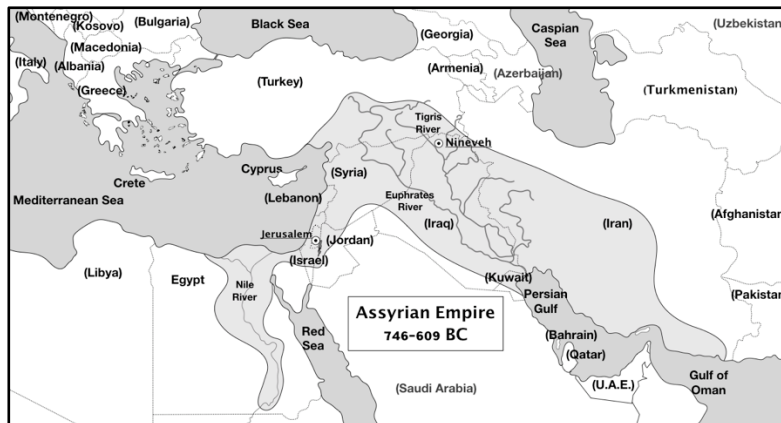 (Montenegro)
(Kosovo)
(Bulgaria)
Black Sea
(Georgia)
Caspian
Sea
(Uzbekistan)
(Macedonia)
(Italy)
(Albania)
(Armenia)
(Azerbaijan)
(Greece)
(Turkey)
(Turkmenistan)
Tigris
River
Nineveh
Crete
Cyprus
(Syria)
Mediterranean Sea
(Lebanon)
Euphrates
River
(Iraq)
(Iran)
(Afghanistan)
Jerusalem
(Jordan)
(Israel)
(Libya)
Egypt
Nile
River
(Kuwait)
Persian
Gulf
(Pakistan)
Assyrian Empire
746-609 BC
Red
Sea
(Bahrain)
(Qatar)
(Saudi Arabia)
(U.A.E.)
Gulf of
Oman